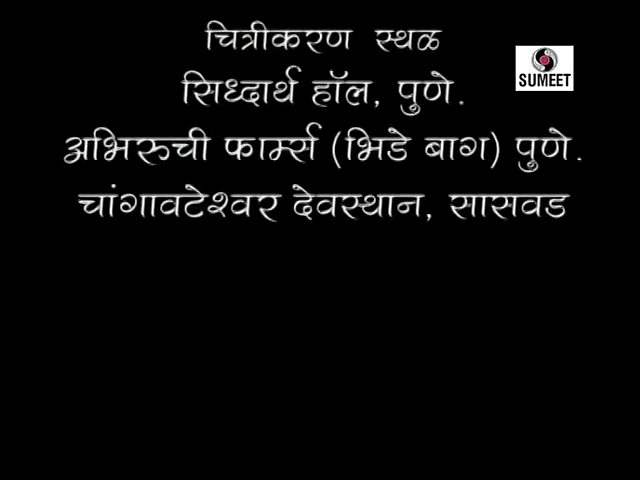 चित्रीकरण स्थळ
SUMEET
सिध्दार्थ हॉल, पुणे.
अभिरुची फार्म्स (भिडे बाग) पुणे.
चांगावटेश्वर देवस्थान, सासवड